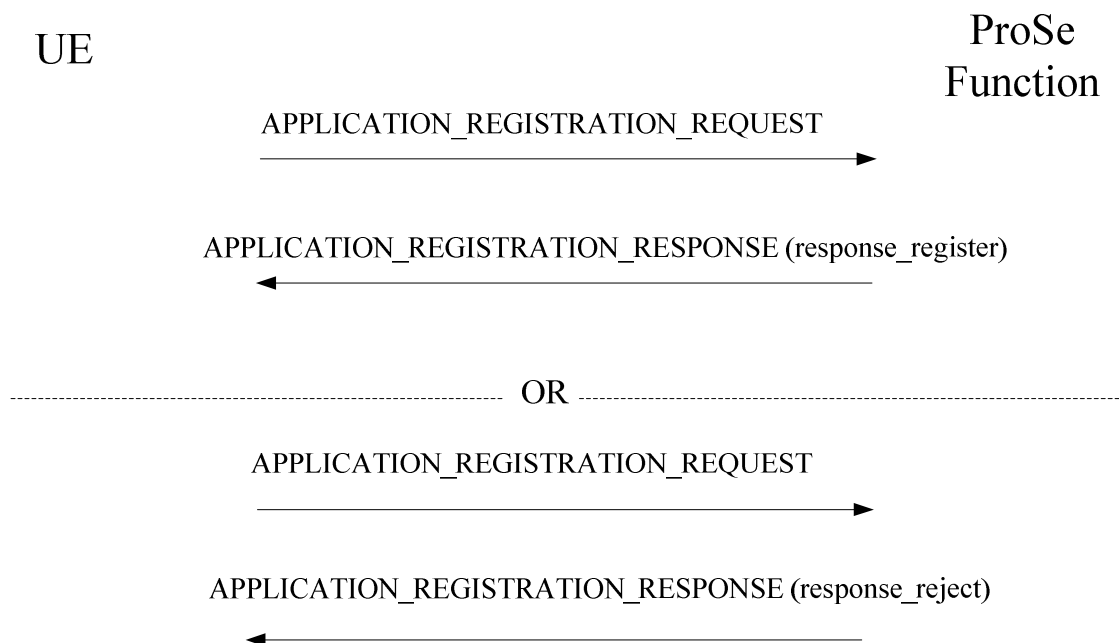 UE
ProSe
Function
APPLICATION_REGISTRATION_REQUEST
APPLICATION_REGISTRATION_RESPONSE (response_register)
OR
APPLICATION_REGISTRATION_REQUEST
APPLICATION_REGISTRATION_RESPONSE (response_reject)